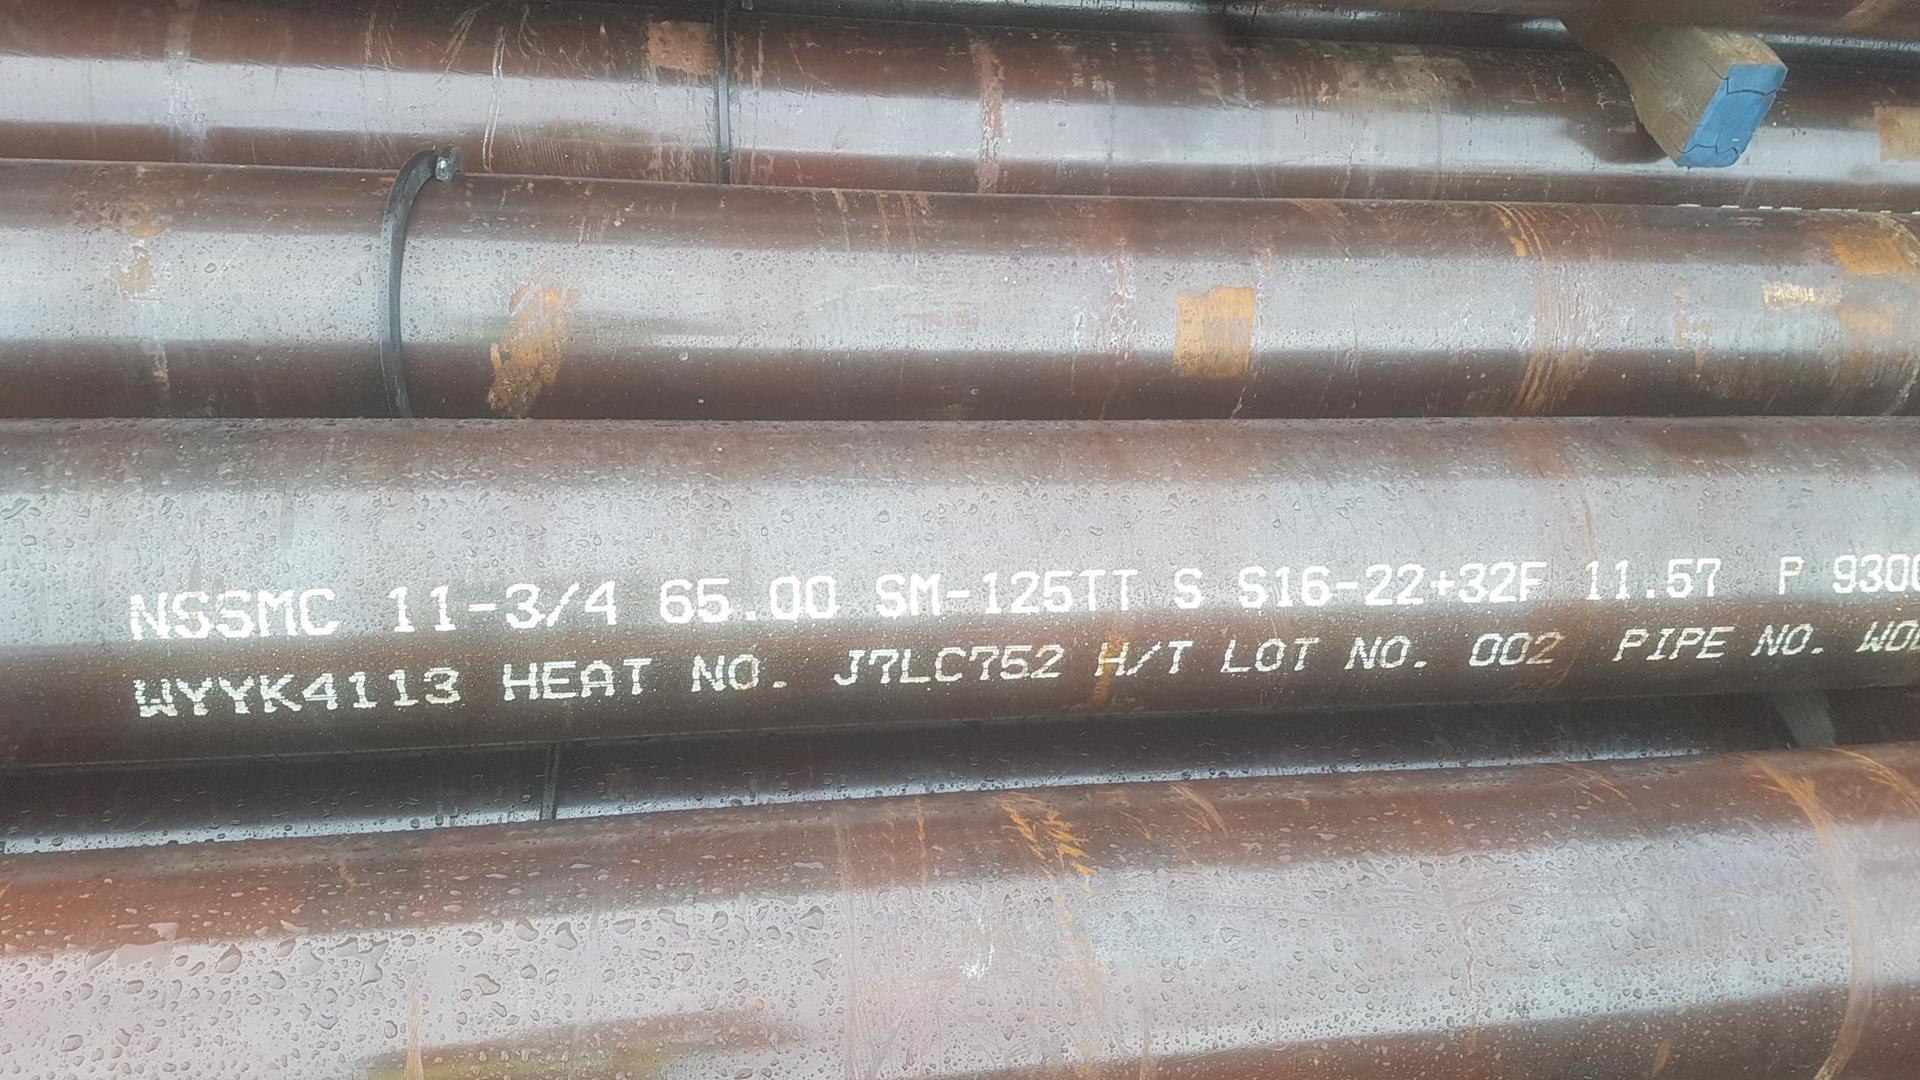 NSSMC 11-3/4 65.00 SM-125TT S S16-22+32F 11.57 P 9300
WYYK4113 HEAT NO. J7LC752 H/T LOT NO. 002 PIPE NO.